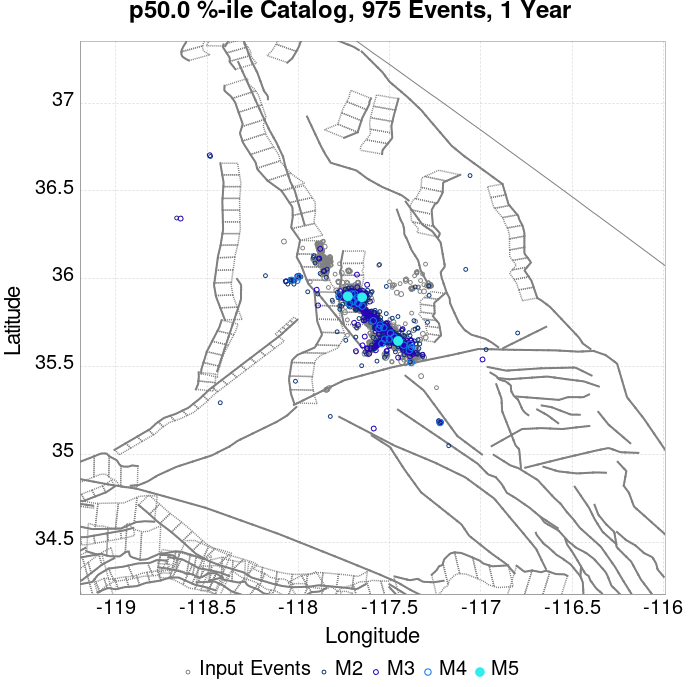 p50.0 %-ile Catalog, 975 Events, 1 Year
37
36.5
36
35.5
35
34.5
Latitude
-119 -118.5 -118 -117.5 -117 -116.5 -116
Longitude
Input Events M2 M3 M4 M5